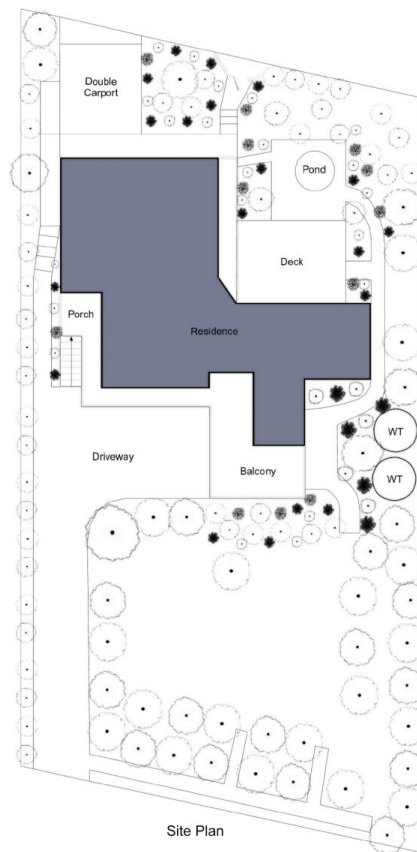 Double
Carport
Pond
Deck
Porch
Residence
WT
Driveway
Balcony
WT
Site Plan